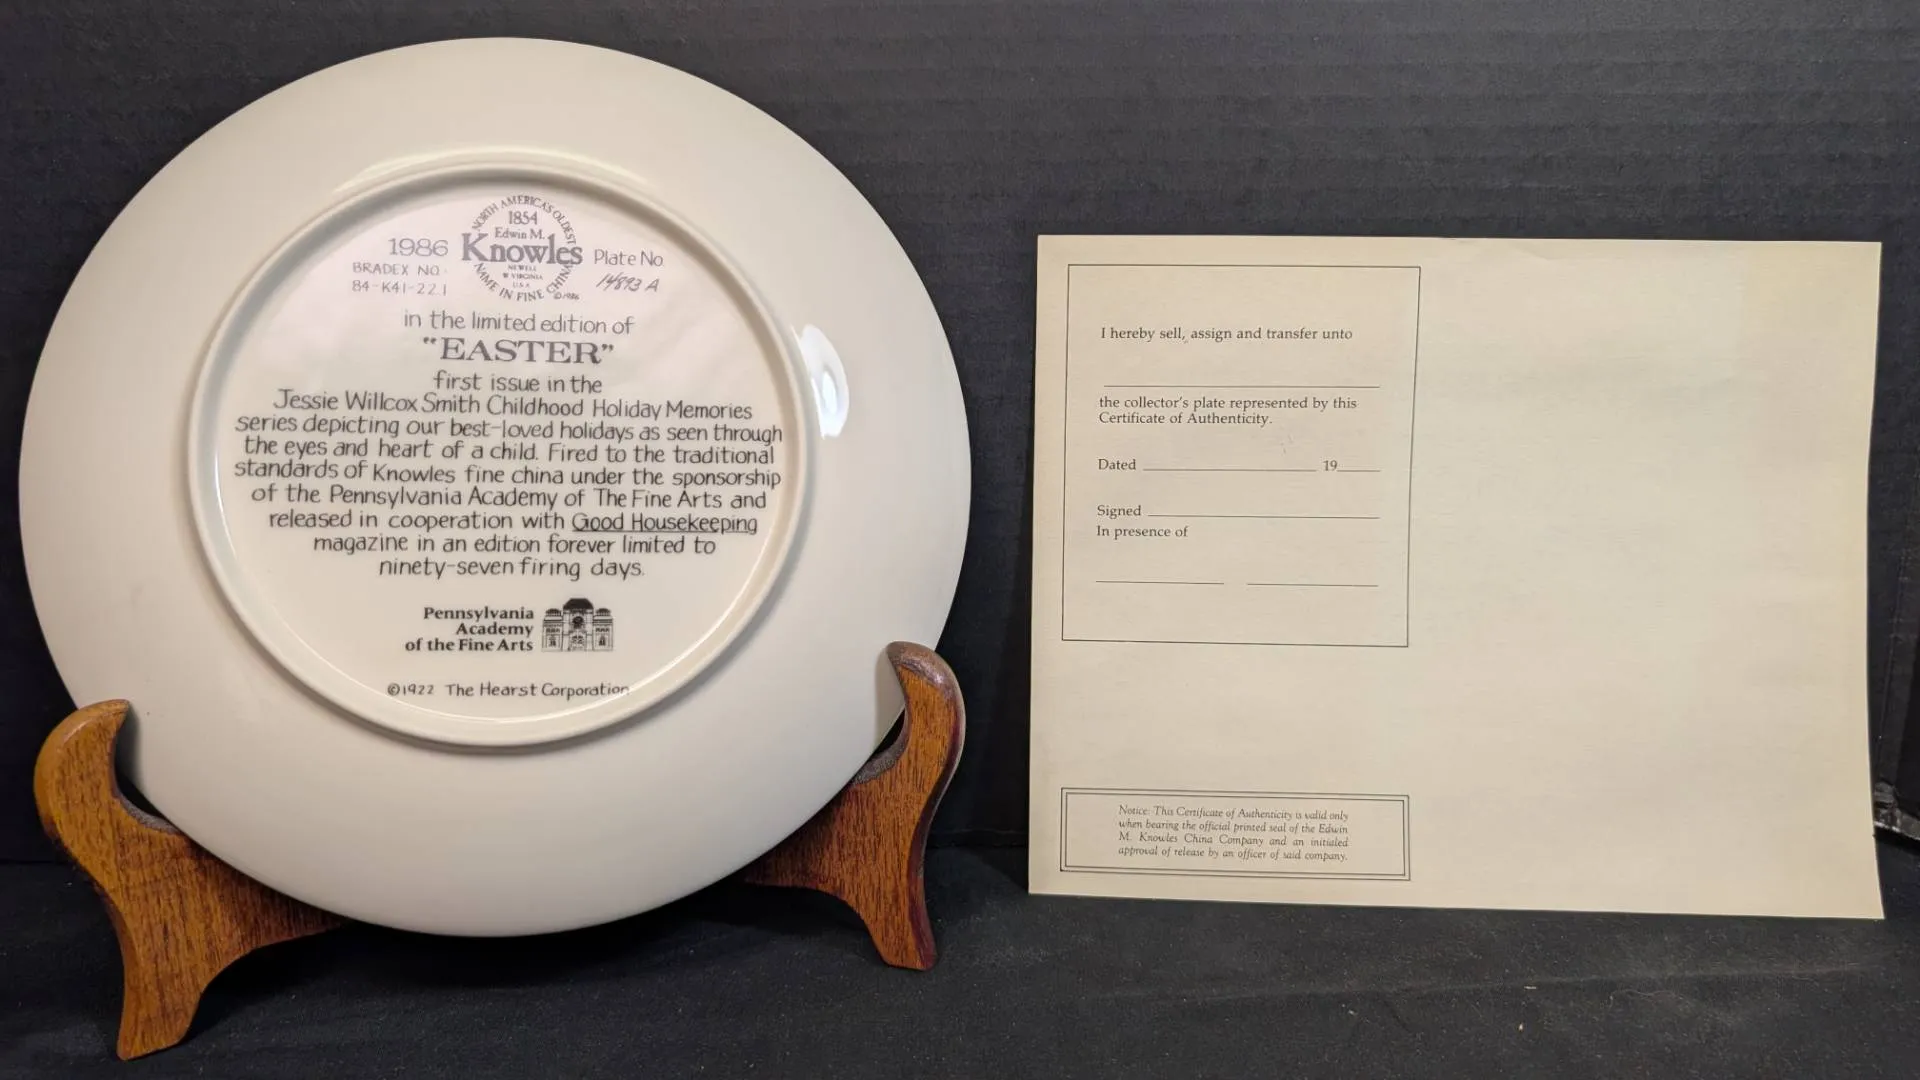 NORTH AMERICA'S OLDEST
1854
Edwin M.
Knowles
NEWELL
W VIRGINIA
U.S.A.
NAME IN FINE CHINA
©1986
1986
BRADEX NO.
84-K41-22.1
Plate No
14893 A
in the limited edition of
"EASTER"
first issue in the
Jessie Willcox Smith Childhood Holiday Memories
series depicting our best-loved holidays as seen through
the eyes and heart of a child. Fired to the traditional
standards of Knowles fine china under the sponsorship
of the Pennsylvania Academy of The Fine Arts and
released in cooperation with Good Housekeeping
magazine in an edition forever limited to
ninety-seven firing days.
Pennsylvania
Academy
of the Fine Arts
©1922 The Hearst Corporation
I hereby sell, assign and transfer unto
the collector's plate represented by this
Certificate of Authenticity.
Dated 19
Signed
In presence of
Notice: This Certificate of Authenticity is valid only
when bearing the official printed seal of the Edwin
M. Knowles China Company and an initialed
approval of release by an officer of said company.